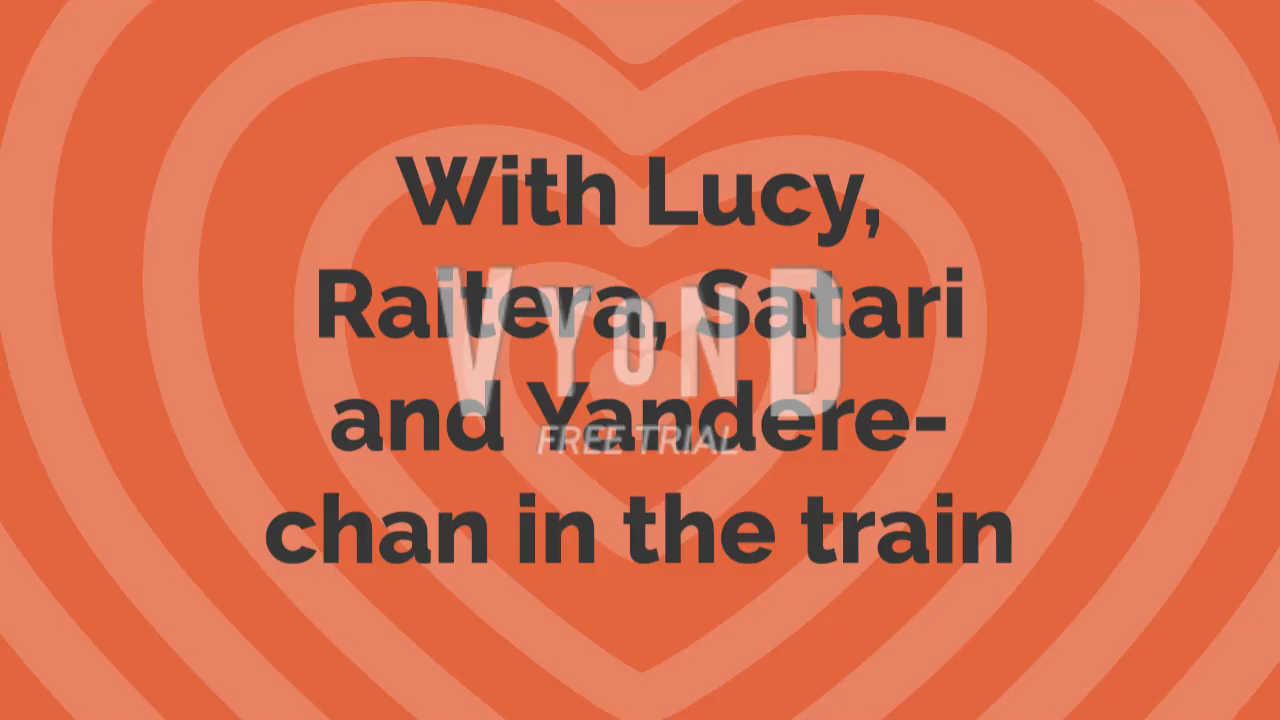 With Lucy,
Raitera, Satari
and Yandere-
chan in the train
VYOND
FREE TRIAL